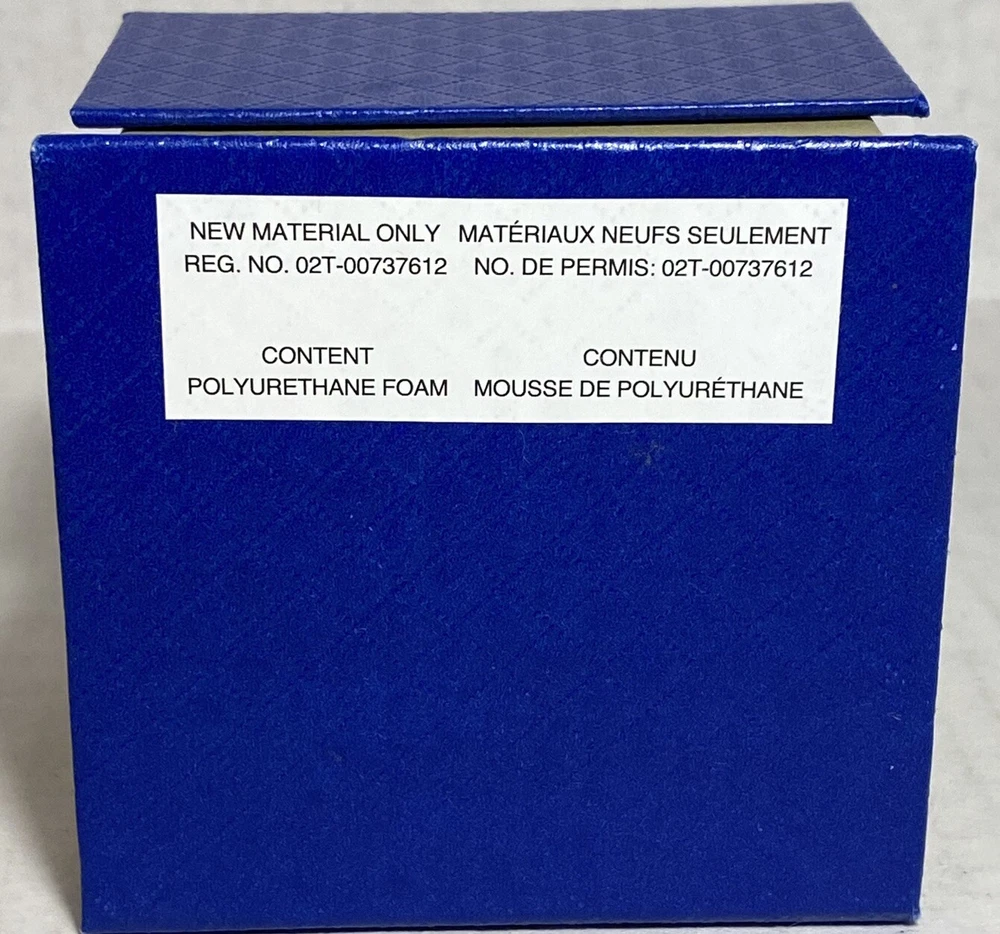 NEW MATERIAL ONLY MATÉRIAUX NEUFS SEULEMENT
REG. NO. 02T-00737612 NO. DE PERMIS: 02T-00737612
CONTENT CONTENU
POLYURETHANE FOAM MOUSSE DE POLYURÉTHANE